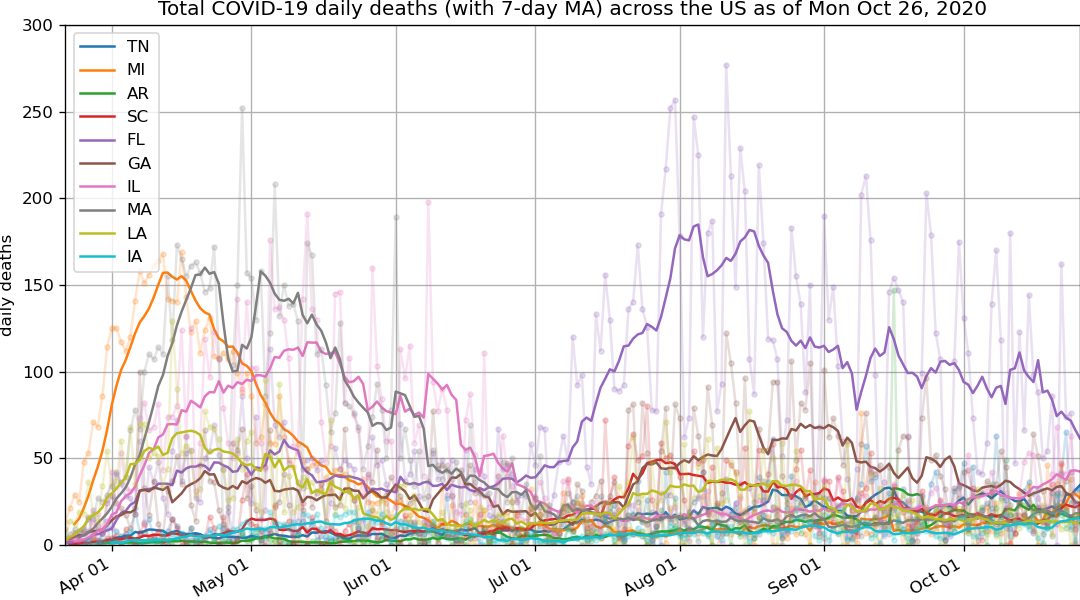 Total COVID-19 daily deaths (with 7-day MA) across the US as of Mon Oct 26, 2020
daily deaths
300
250
200
150
100
50
0
TN
MI
AR
SC
FL
GA
IL
MA
LA
IA
Apr 01
May 01
Jun 01
Jul 01
Aug 01
Sep 01
Oct 01